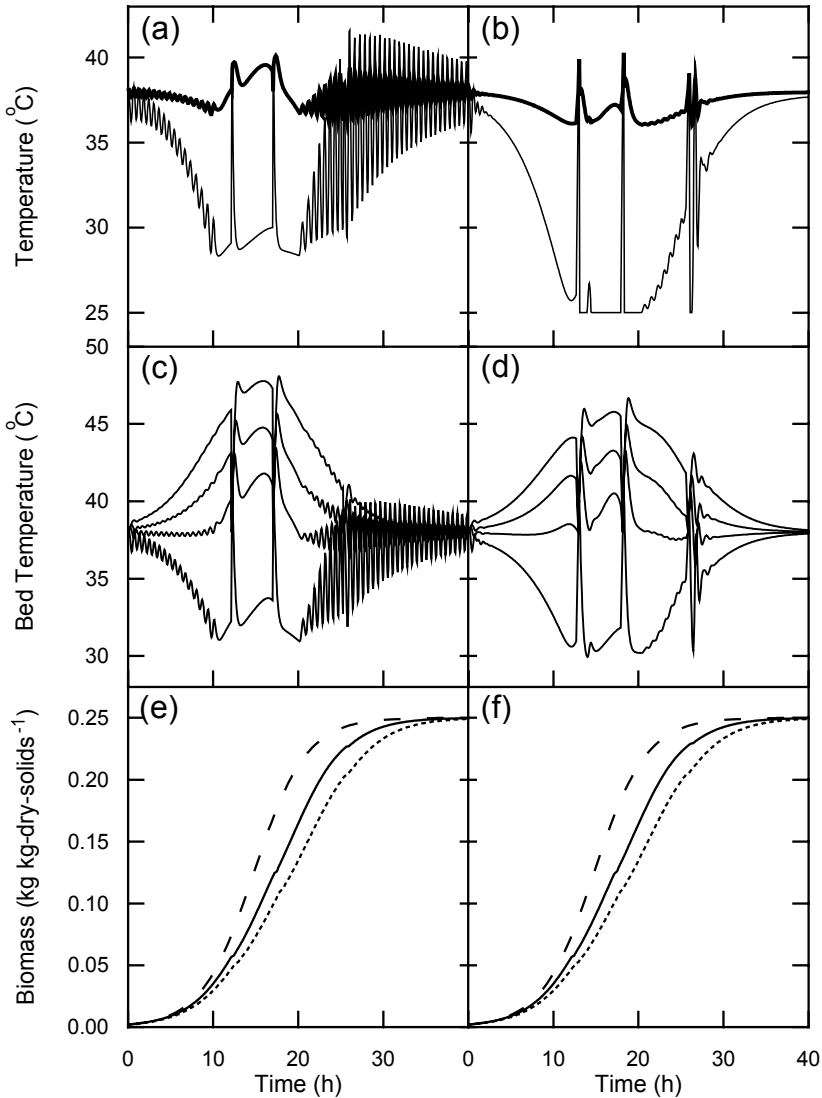 (a)
(b)
40
35
30
25
Temperature (°C)
50
(c)
(d)
45
40
35
30
Bed Temperature (°C)
(e)
(f)
0.25
0.20
0.15
0.10
0.05
0.00
Biomass (kg kg-dry-solids⁻¹)
0 10 20 30 0 10 20 30 40
Time (h) Time (h)